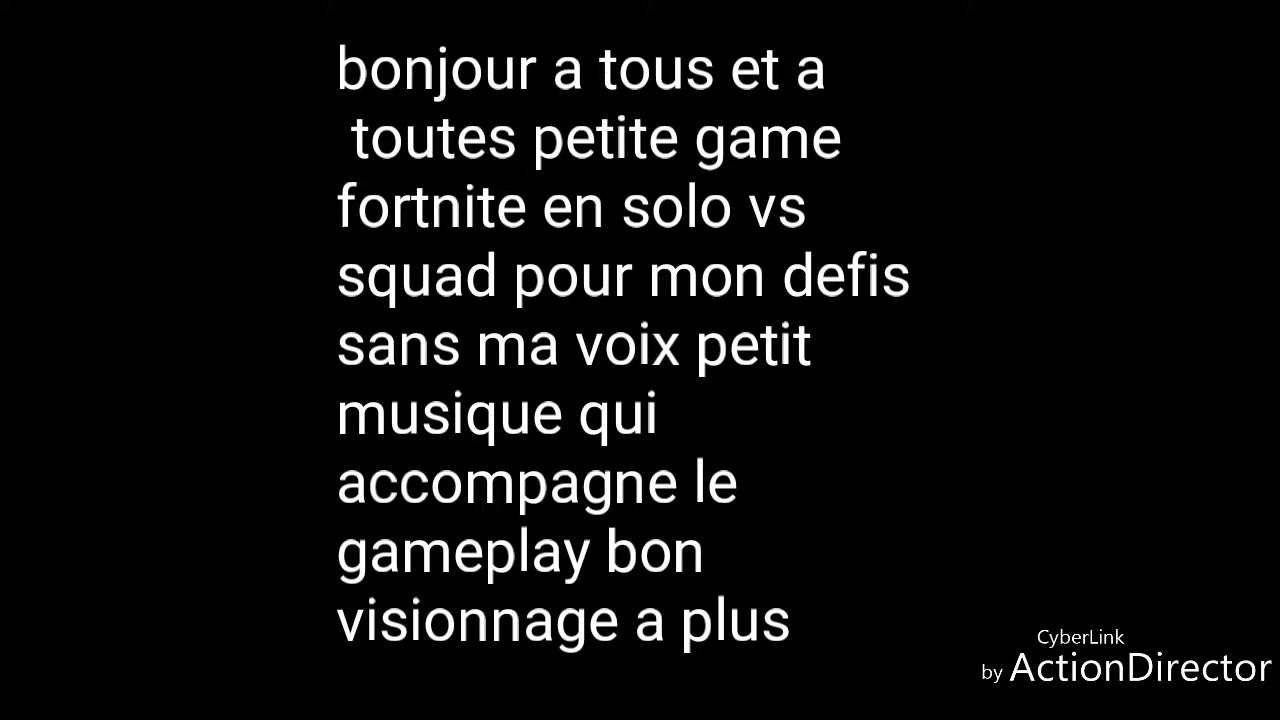 bonjour a tous et a
toutes petite game
fortnite en solo vs
squad pour mon defis
sans ma voix petit
musique qui
accompagne le
gameplay bon
visionnage a plus
CyberLink
by ActionDirector